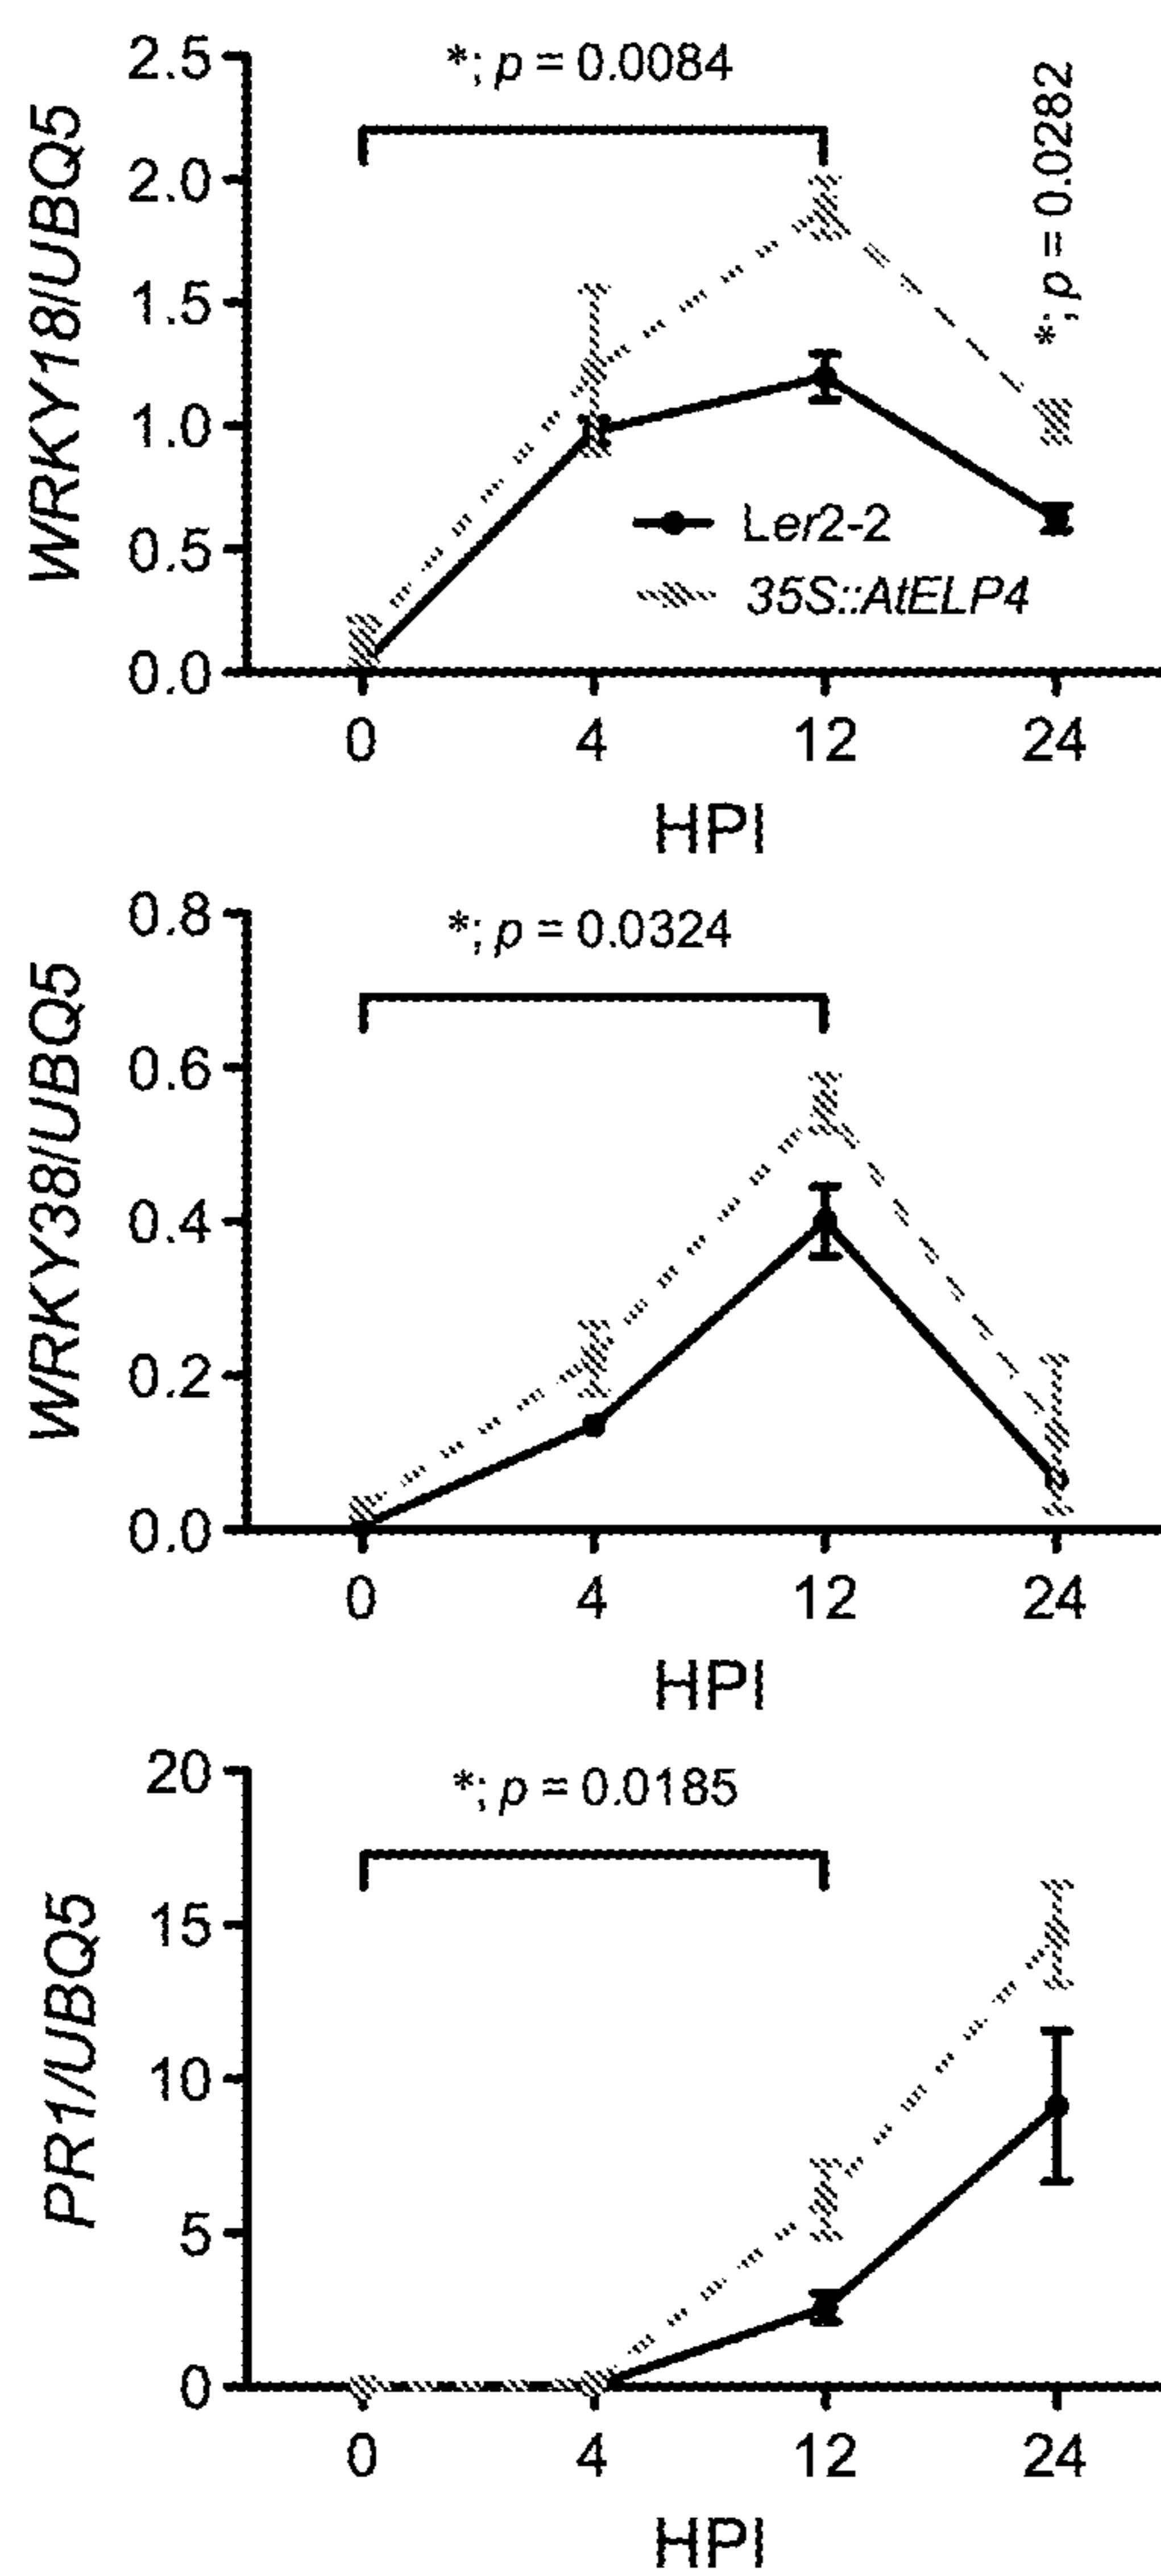 *; p = 0.0084
*; p = 0.0282
WRKY18/UBQ5
2.5
2.0
1.5
1.0
0.5
0.0
Ler2-2
35S::AtELP4
0 4 12 24
HPI
*; p = 0.0324
WRKY38/UBQ5
0.8
0.6
0.4
0.2
0.0
0 4 12 24
HPI
*; p = 0.0185
PR1/UBQ5
20
15
10
5
0
0 4 12 24
HPI